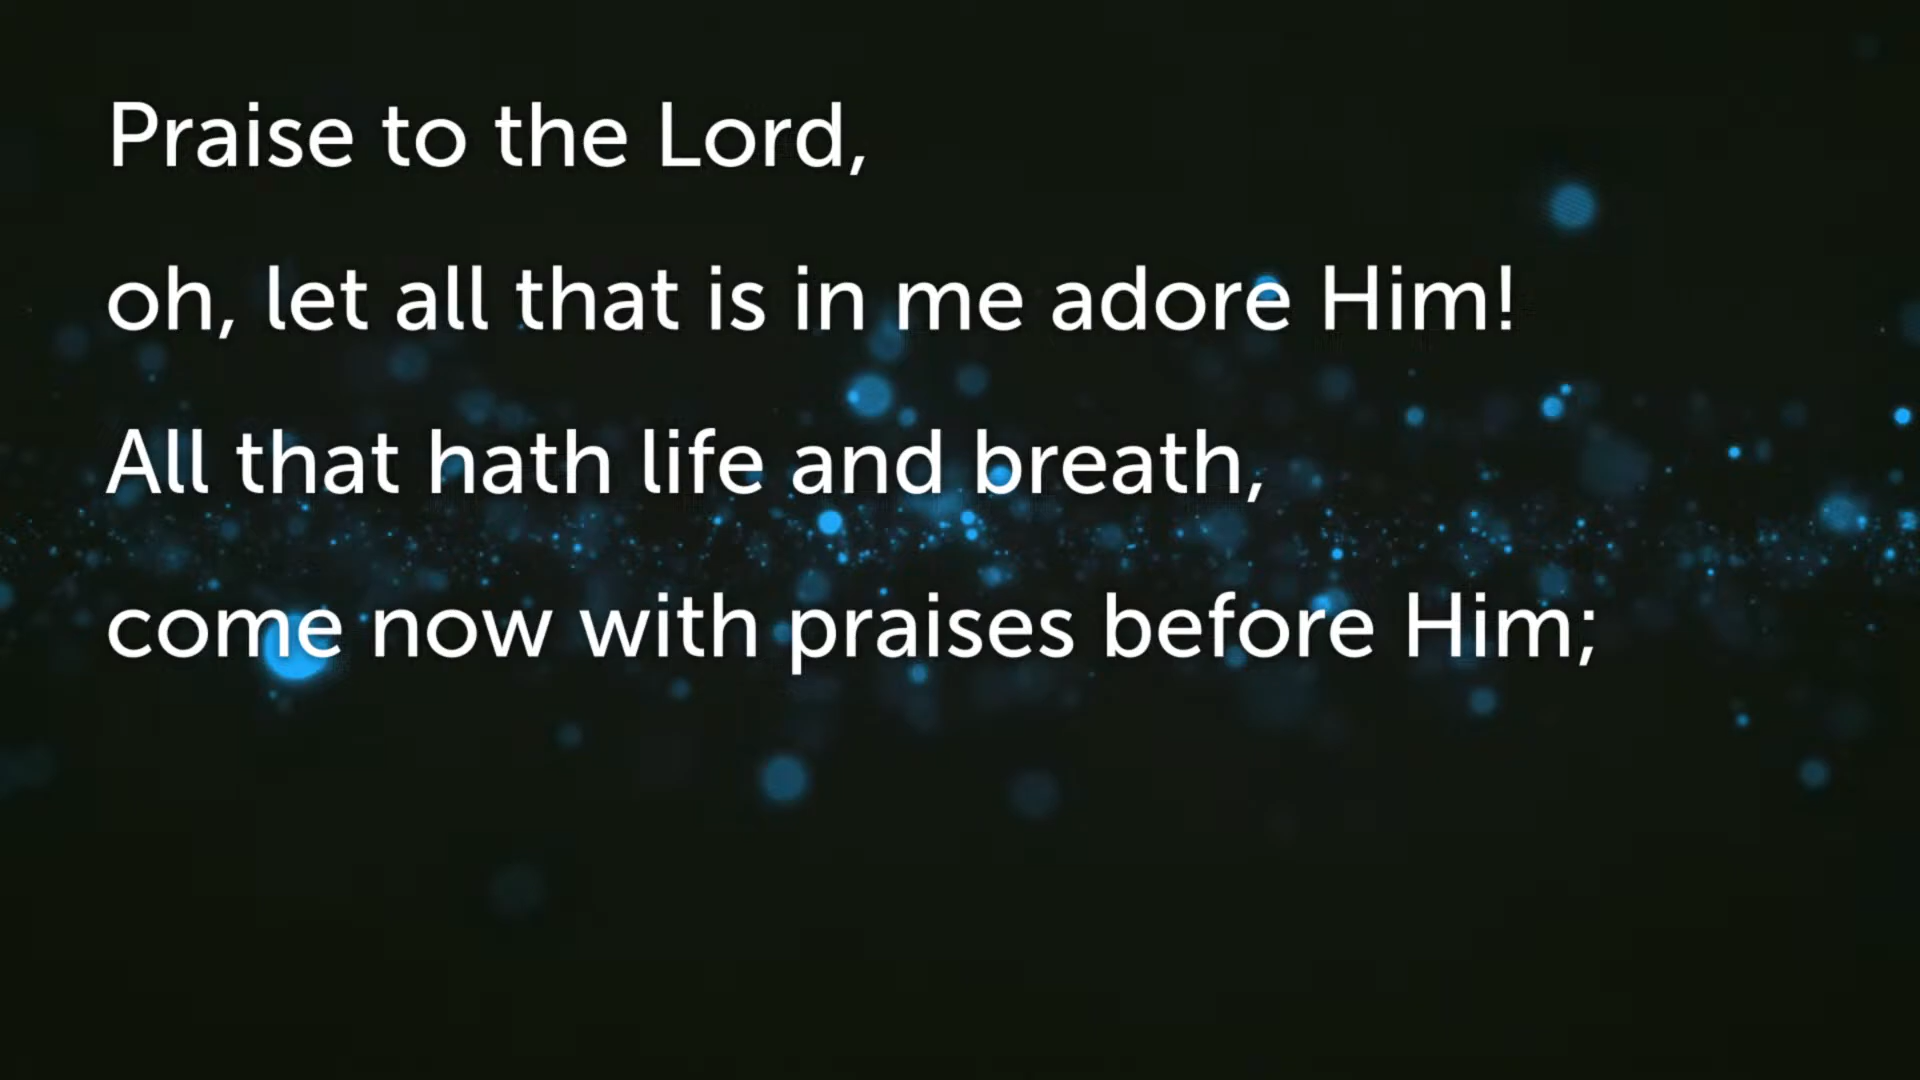 Praise to the Lord,
oh, let all that is in me adore Him!
All that hath life and breath,
come now with praises before Him;